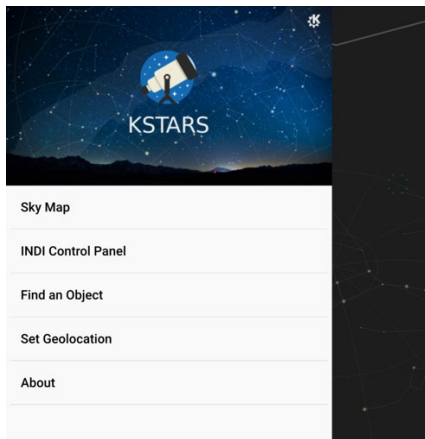 KSTARS
Sky Map
INDI Control Panel
Find an Object
Set Geolocation
About